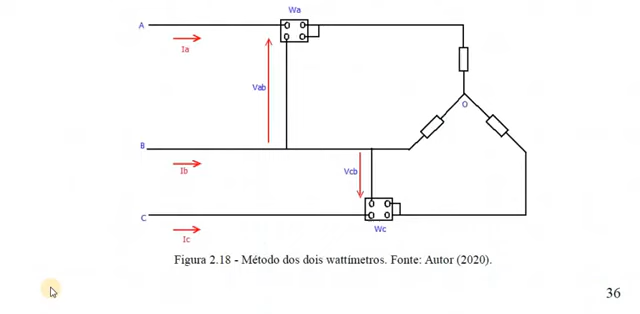 Wa
A
Ia
Vab
O
B
Ib
Vcb
C
Ic
Wc
Figura 2.18 - Método dos dois wattímetros. Fonte: Autor (2020).
36